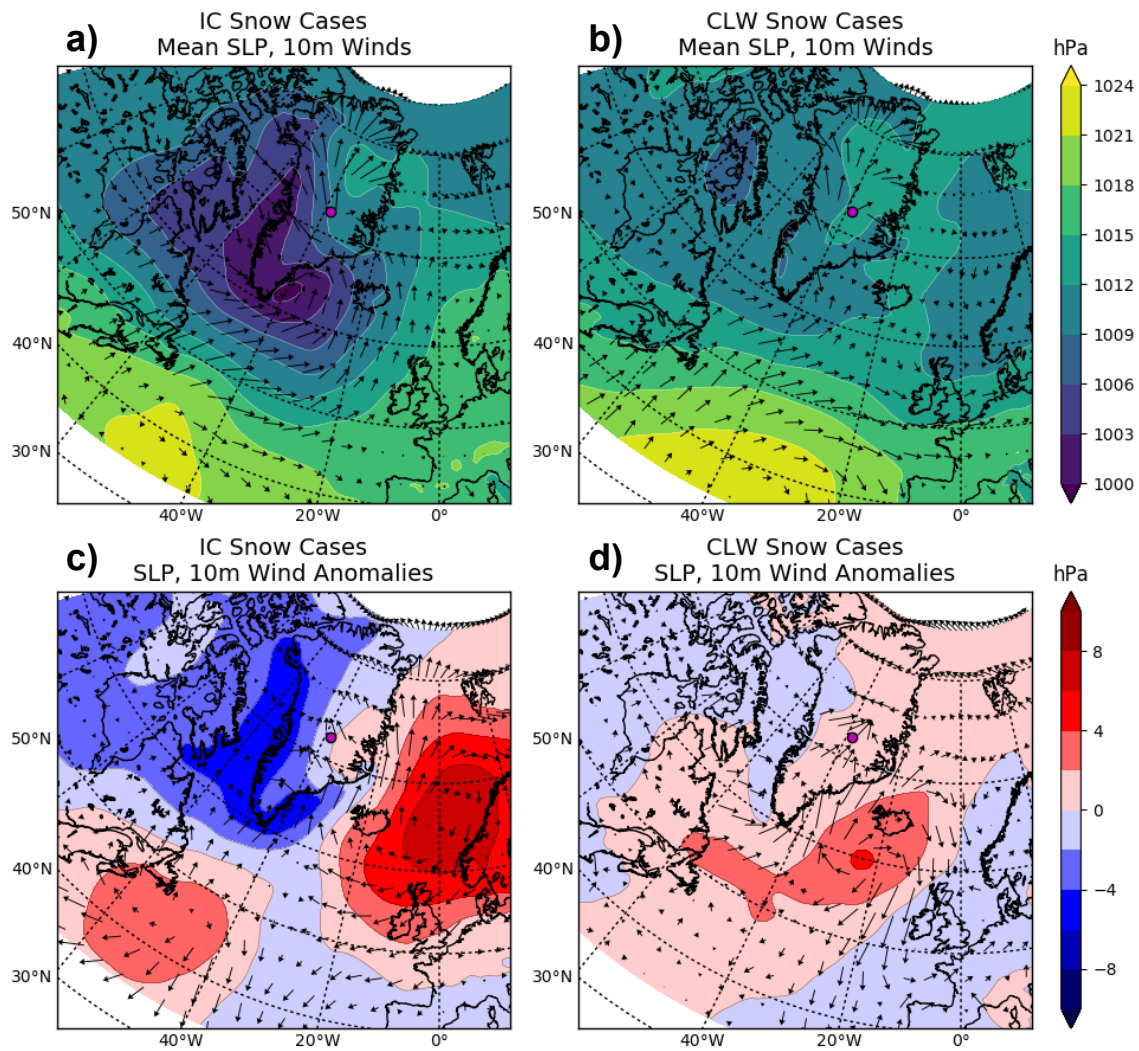 a)
IC Snow Cases
Mean SLP, 10m Winds
b)
CLW Snow Cases
Mean SLP, 10m Winds
hPa
1024
1021
1018
1015
1012
1009
1006
1003
1000
50°N
40°N
30°N
40°W
20°W
0°
50°N
40°N
30°N
40°W
20°W
0°
c)
IC Snow Cases
SLP, 10m Wind Anomalies
d)
CLW Snow Cases
SLP, 10m Wind Anomalies
hPa
8
4
0
−4
−8
50°N
40°N
30°N
40°W
20°W
0°
50°N
40°N
30°N
40°W
20°W
0°